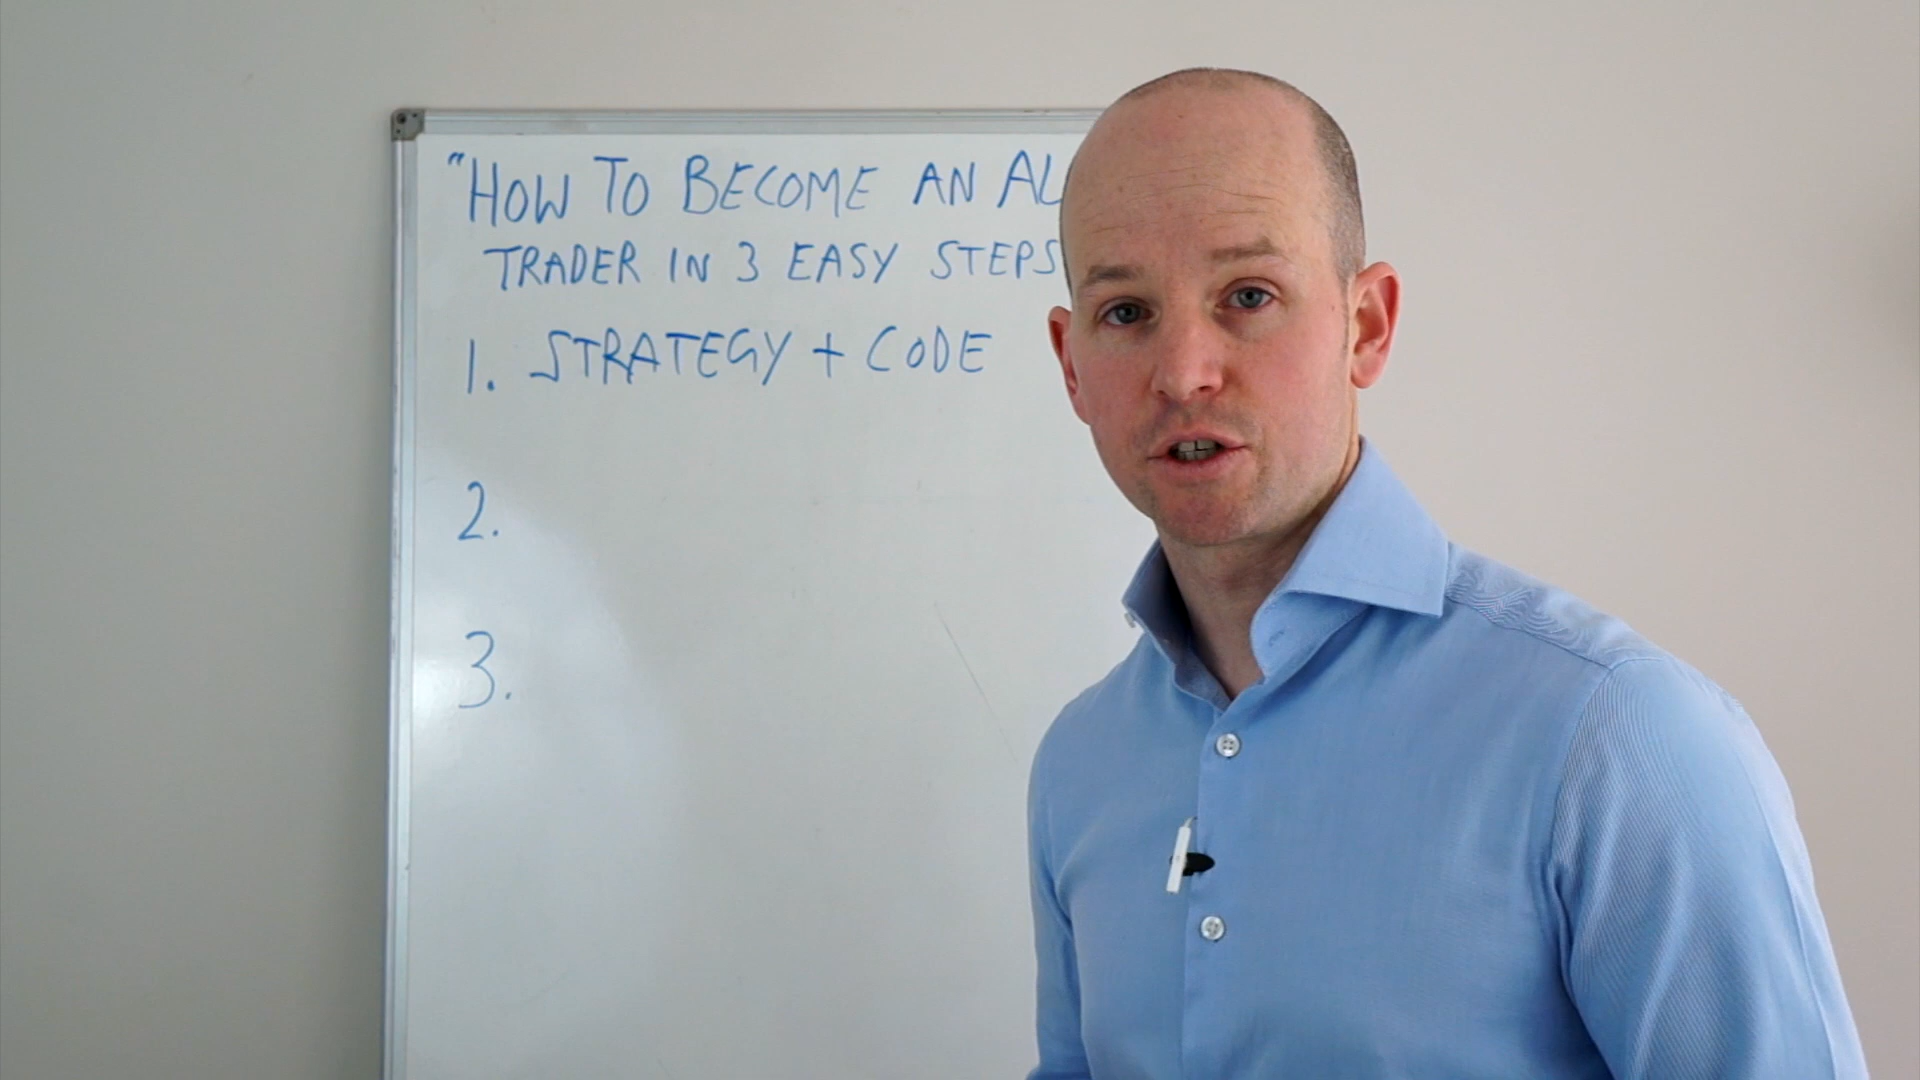 "HOW TO BECOME AN AL
TRADER IN 3 EASY STEPS
1. STRATEGY + CODE
2.
3.